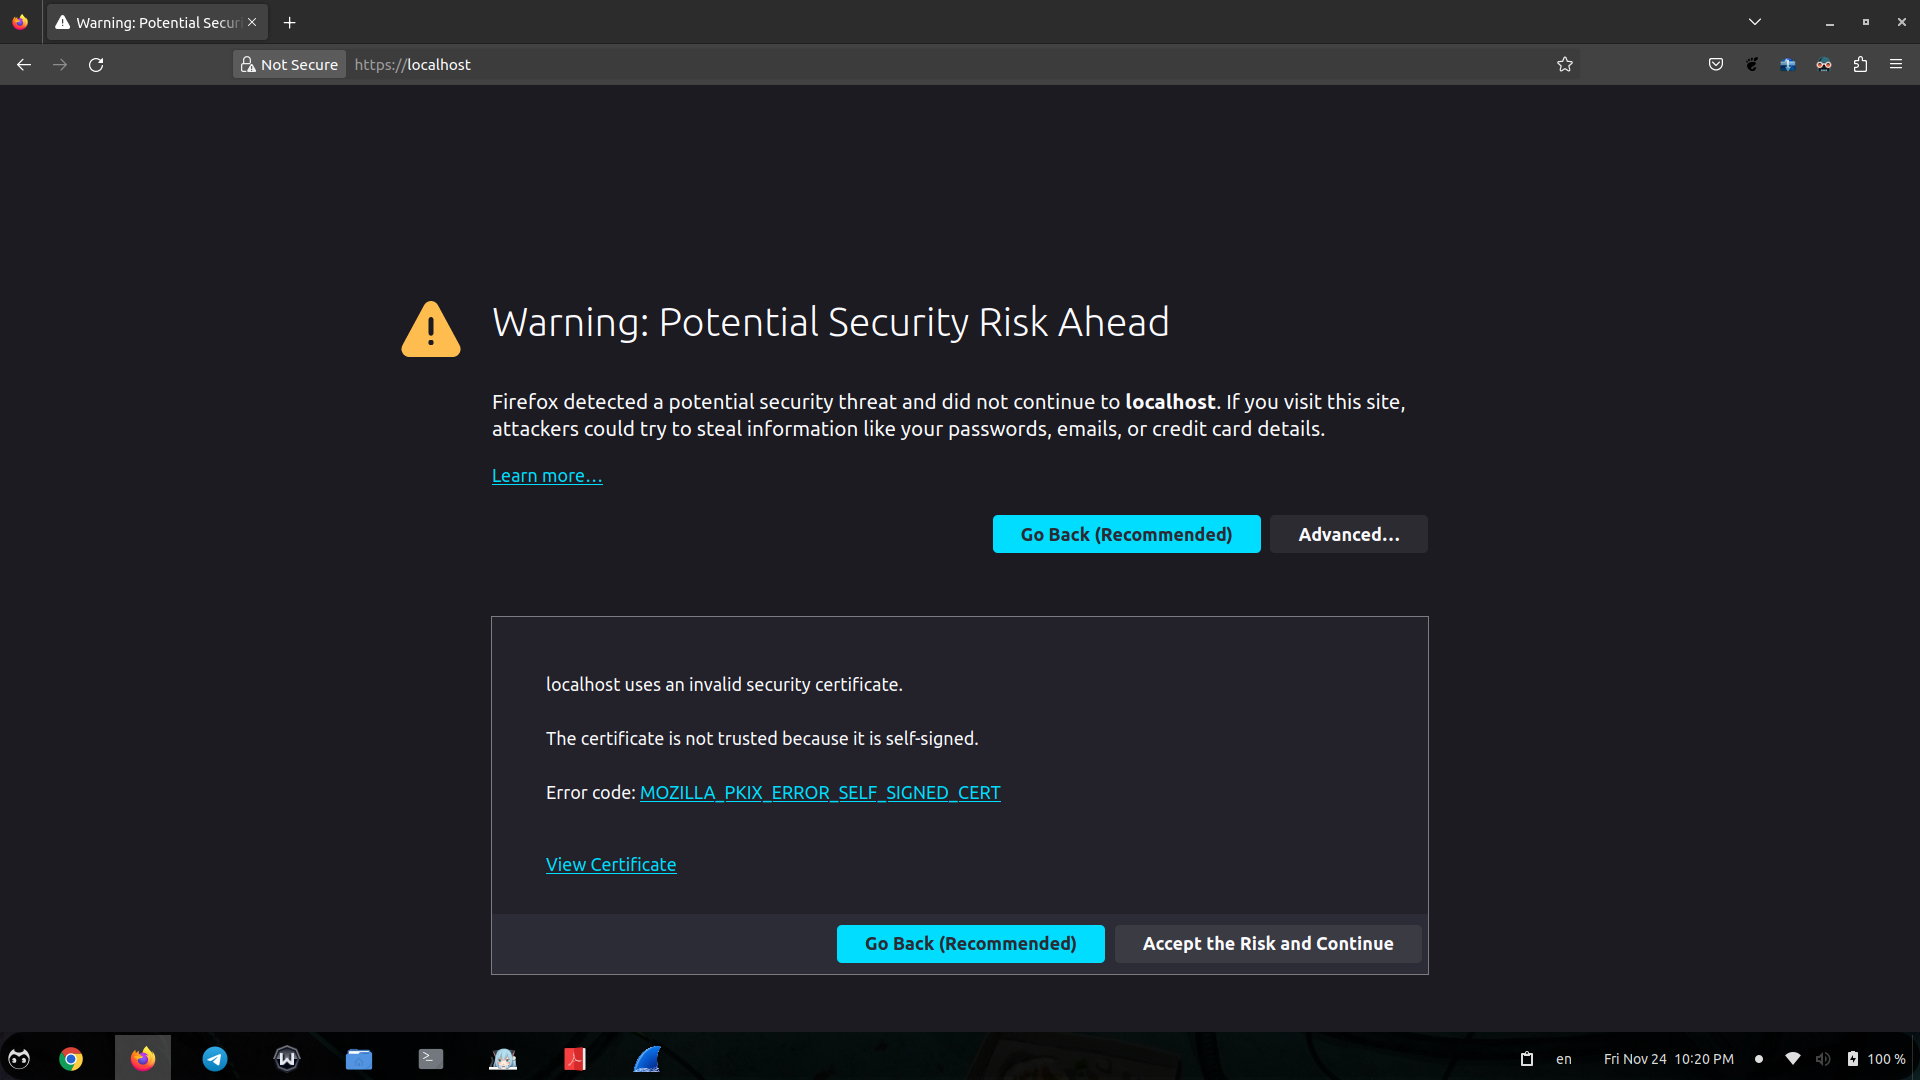 Warning: Potential Secur
Not Secure
https://localhost
Warning: Potential Security Risk Ahead
Firefox detected a potential security threat and did not continue to localhost. If you visit this site,
attackers could try to steal information like your passwords, emails, or credit card details.
Learn more…
Go Back (Recommended)
Advanced…
localhost uses an invalid security certificate.
The certificate is not trusted because it is self-signed.
Error code: MOZILLA_PKIX_ERROR_SELF_SIGNED_CERT
View Certificate
Go Back (Recommended)
Accept the Risk and Continue
en
Fri Nov 24 10:20 PM
100 %